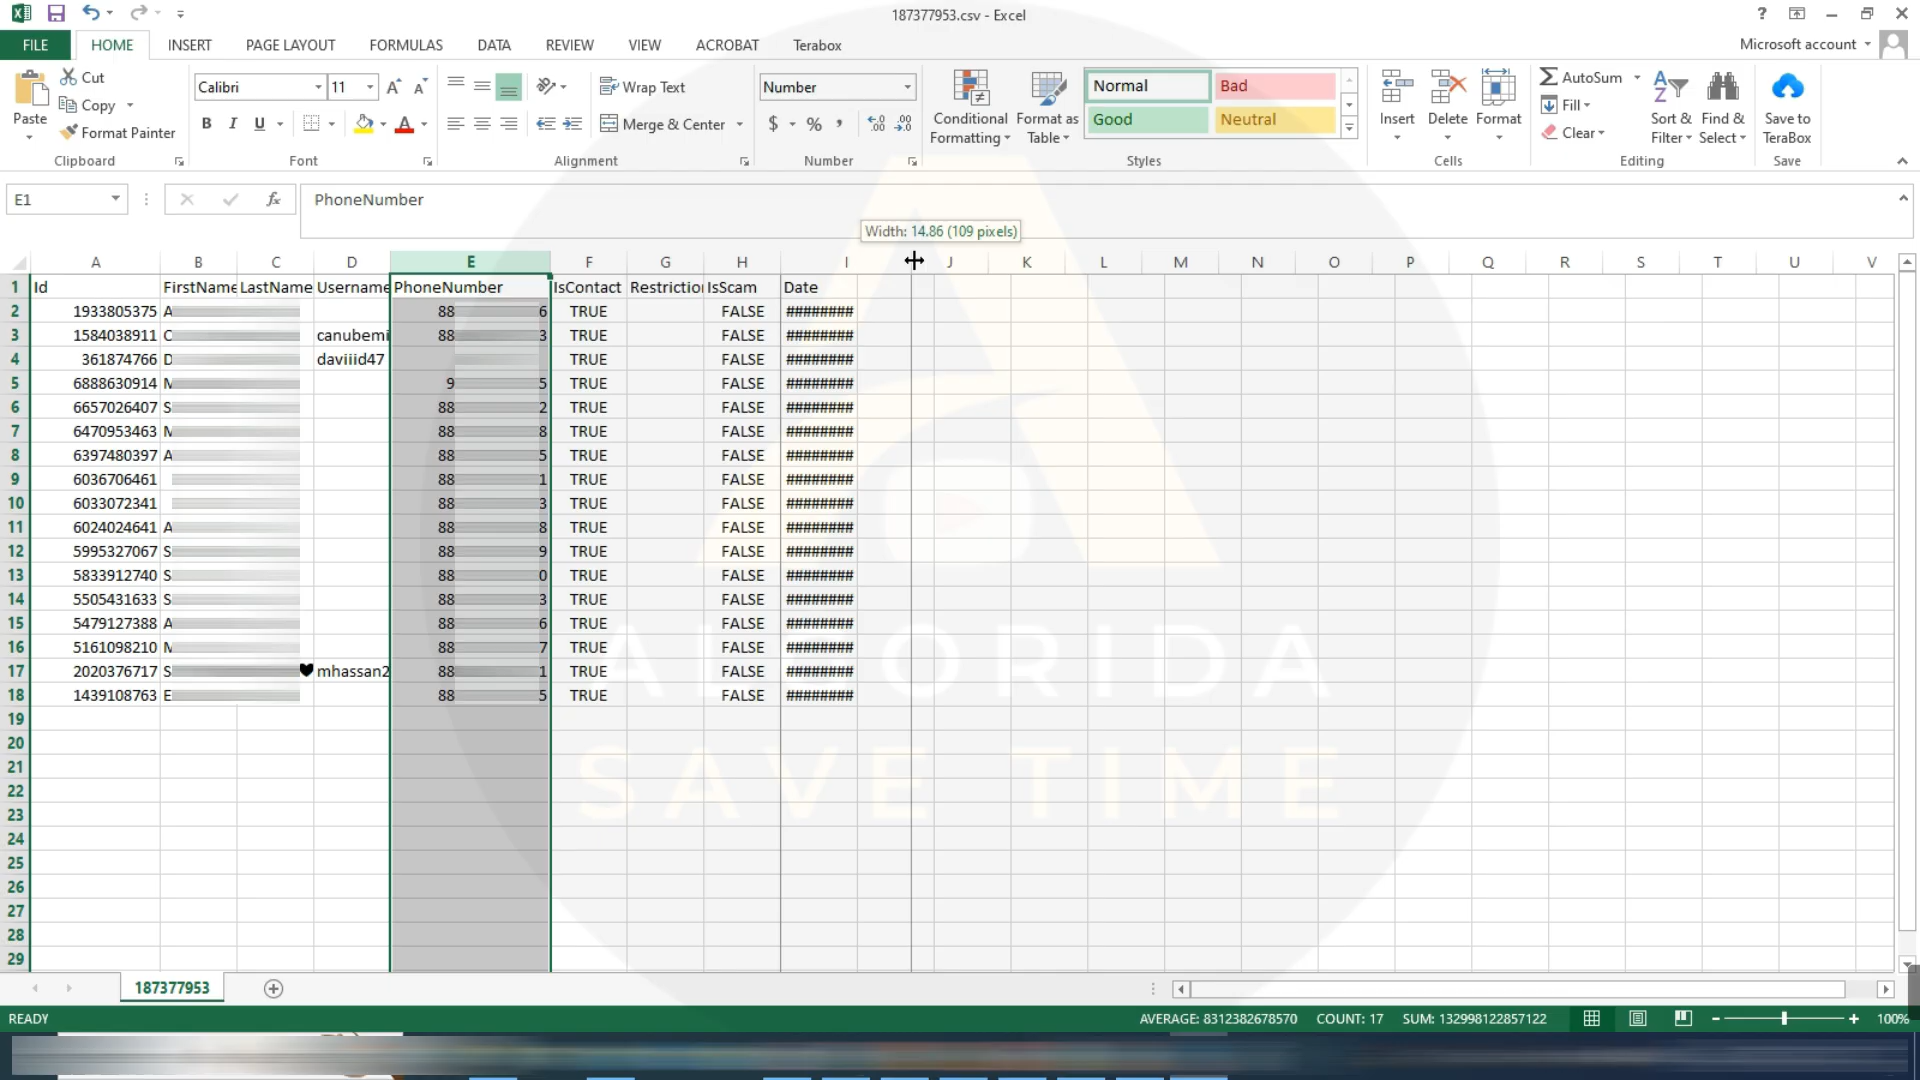 187377953.csv - Excel
?
FILE HOME INSERT PAGE LAYOUT FORMULAS DATA REVIEW VIEW ACROBAT Terabox
Microsoft account
Paste
Cut
Copy
Format Painter
Clipboard
Calibri 11
B I U
Font
Wrap Text
Merge & Center
Alignment
Number
$ % ,
Number
Conditional Formatting
Format as Table
Normal Bad
Good Neutral
Styles
Insert Delete Format
Cells
AutoSum
Fill
Clear
Sort & Filter
Find & Select
Editing
Save to TeraBox
Save
E1 fx PhoneNumber
Width: 14.86 (109 pixels)
A B C D E F G H I J K L M N O P Q R S T U V
1 Id FirstName LastName Username PhoneNumber IsContact Restriction IsScam Date
2 1933805375 A 88 6 TRUE FALSE ########
3 1584038911 C canubemi 88 3 TRUE FALSE ########
4 361874766 D daviiid47 TRUE FALSE ########
5 6888630914 M 9 5 TRUE FALSE ########
6 6657026407 S 88 2 TRUE FALSE ########
7 6470953463 M 88 8 TRUE FALSE ########
8 6397480397 A 88 5 TRUE FALSE ########
9 6036706461 88 1 TRUE FALSE ########
10 6033072341 88 3 TRUE FALSE ########
11 6024024641 A 88 8 TRUE FALSE ########
12 5995327067 S 88 9 TRUE FALSE ########
13 5833912740 S 88 0 TRUE FALSE ########
14 5505431633 S 88 3 TRUE FALSE ########
15 5479127388 A 88 6 TRUE FALSE ########
16 5161098210 M 88 7 TRUE FALSE ########
17 2020376717 S mhassan2 88 1 TRUE FALSE ########
18 1439108763 E 88 5 TRUE FALSE ########
19
20
21
22
23
24
25
26
27
28
29
ALFORIDA
SAVE TIME
187377953
READY
AVERAGE: 8312382678570 COUNT: 17 SUM: 132998122857122
100%